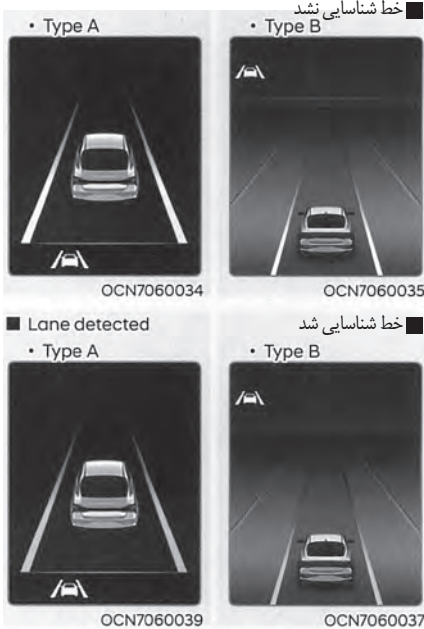 ■ خط شناسایی نشد
• Type A
• Type B
OCN7060034
OCN7060035
■ Lane detected
■ خط شناسایی شد
• Type A
• Type B
OCN7060039
OCN7060037